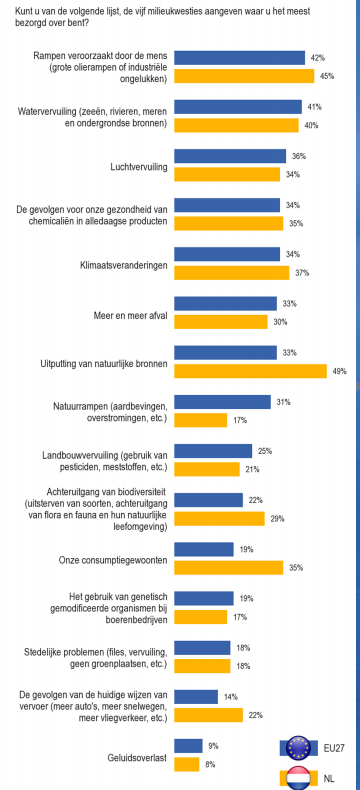 Kunt u van de volgende lijst, de vijf milieukwesties aangeven waar u het meest
bezorgd over bent?
Rampen veroorzaakt door de mens
(grote olierampen of industriële
ongelukken)
42%
45%
Watervervuiling (zeeën, rivieren, meren
en ondergrondse bronnen)
41%
40%
Luchtvervuiling
36%
34%
De gevolgen voor onze gezondheid van
chemicaliën in alledaagse producten
34%
35%
Klimaatsveranderingen
34%
37%
Meer en meer afval
33%
30%
Uitputting van natuurlijke bronnen
33%
49%
Natuurrampen (aardbevingen,
overstromingen, etc.)
31%
17%
Landbouwvervuiling (gebruik van
pesticiden, meststoffen, etc.)
25%
21%
Achteruitgang van biodiversiteit
(uitsterven van soorten, achteruitgang
van flora en fauna en hun natuurlijke
leefomgeving)
22%
29%
Onze consumptiegewoonten
19%
35%
Het gebruik van genetisch
gemodificeerde organismen bij
boerenbedrijven
19%
17%
Stedelijke problemen (files, vervuiling,
geen groenplaatsen, etc.)
18%
18%
De gevolgen van de huidige wijzen van
vervoer (meer auto's, meer snelwegen,
meer vliegverkeer, etc.)
14%
22%
Geluidsoverlast
9%
8%
EU27
NL